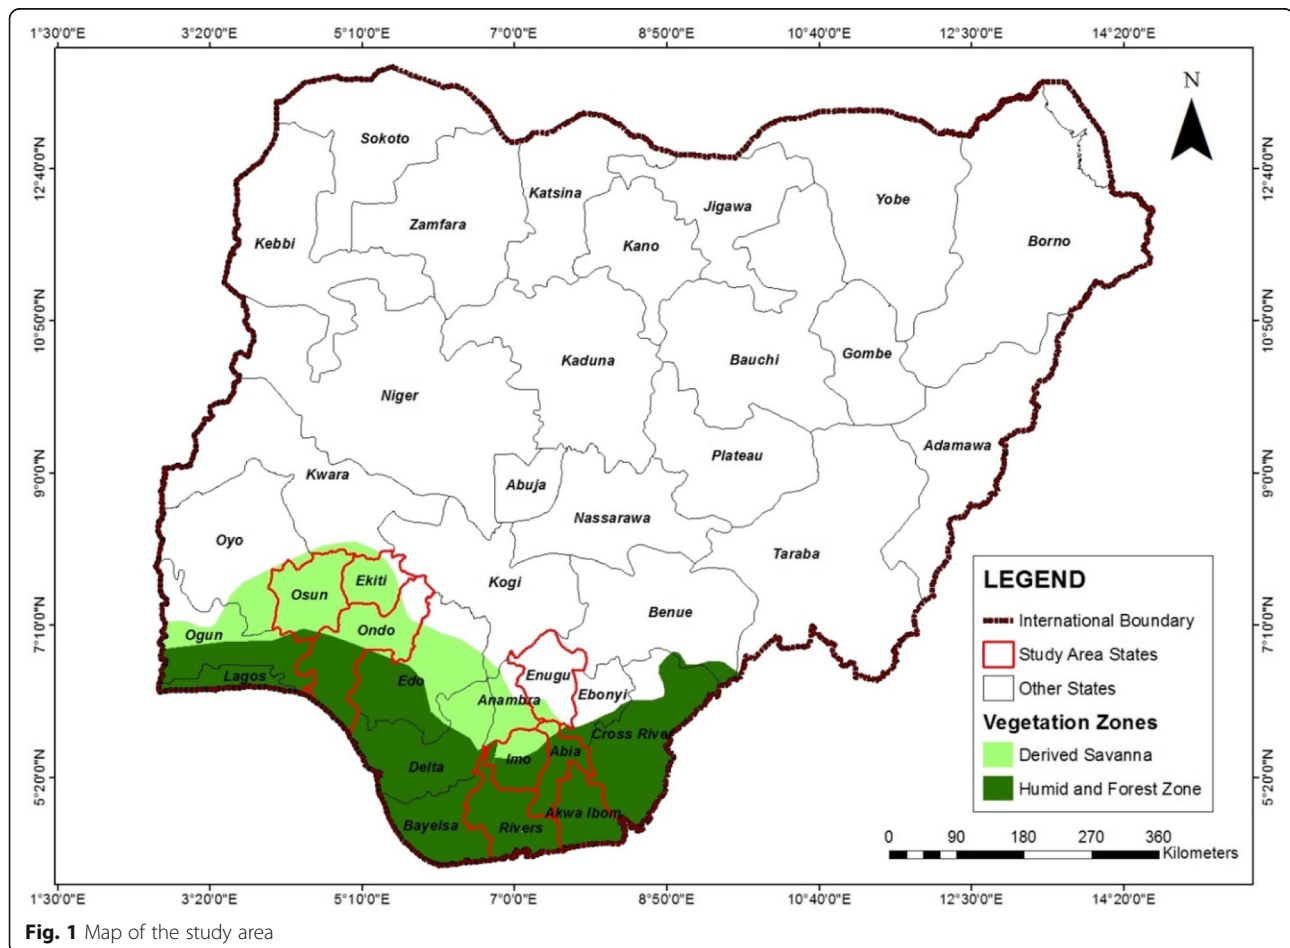 1°30'0"E 3°20'0"E 5°10'0"E 7°0'0"E 8°50'0"E 10°40'0"E 12°30'0"E 14°20'0"E
N
12°40'0"N 12°40'0"N
Sokoto
Katsina
Jigawa
Yobe
Zamfara
Kebbi
Kano
Borno
10°50'0"N 10°50'0"N
Kaduna
Bauchi
Gombe
Niger
Adamawa
Plateau
9°0'0"N 9°0'0"N
Kwara
Abuja
Nassarawa
Oyo
Taraba
Kogi
Ekiti
Osun
Benue
7°10'0"N 7°10'0"N
Ogun
Ondo
Lagos
Edo
Enugu
Ebonyi
Anambra
Cross River
Abia
Imo
Delta
5°20'0"N 5°20'0"N
Akwa Ibom
Bayelsa
Rivers
LEGEND
International Boundary
Study Area States
Other States
Vegetation Zones
Derived Savanna
Humid and Forest Zone
0 90 180 270 360
Kilometers
1°30'0"E 3°20'0"E 5°10'0"E 7°0'0"E 8°50'0"E 10°40'0"E 12°30'0"E 14°20'0"E
Fig. 1 Map of the study area